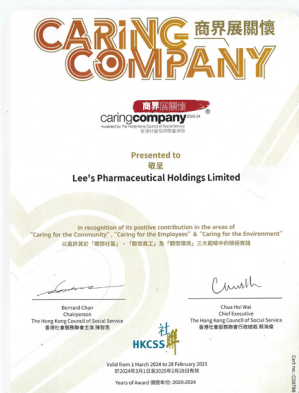 CARING 商界展關懷
COMPANY
商界展關懷
caringcompany 2020-24
Awarded by The Hong Kong Council of Social Service
香港社會服務聯會頒發
Presented to
敬呈
Lee's Pharmaceutical Holdings Limited
in recognition of its positive contribution in the areas of
"Caring for the Community", "Caring for the Employees" & "Caring for the Environment"
以嘉許其於「關懷社區」、「關懷員工」及「關懷環境」三大範疇中的積極實踐
Bernard Chan
Chairperson
The Hong Kong Council of Social Service
香港社會服務聯會主席 陳智思
Chua Hoi Wai
Chief Executive
The Hong Kong Council of Social Service
香港社會服務聯會行政總裁 蔡海偉
社聯
HKCSS
Valid from 1 March 2024 to 28 February 2025
於2024年3月1日至2025年2月28日有效
Years of Award 頒授年度: 2020-2024